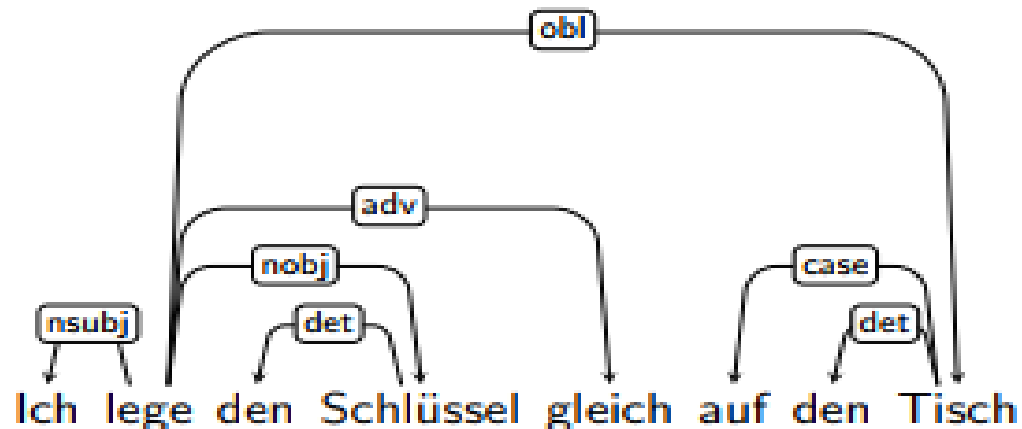 obl
adv
nobj case
nsubj det det
Ich lege den Schlüssel gleich auf den Tisch